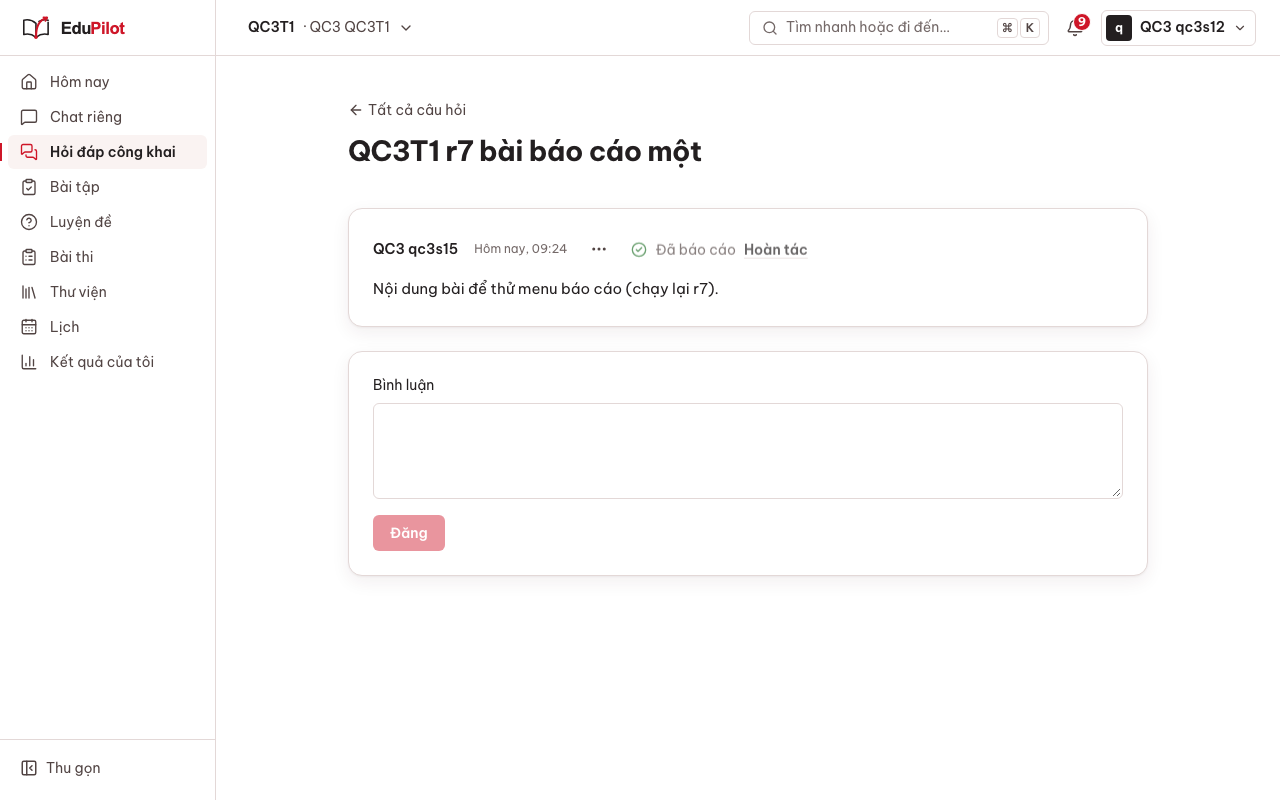 EduPilot
QC3T1 · QC3 QC3T1
Tìm nhanh hoặc đi đến... ⌘ K
9
q QC3 qc3s12
Hôm nay
Chat riêng
Hỏi đáp công khai
Bài tập
Luyện đề
Bài thi
Thư viện
Lịch
Kết quả của tôi
Thu gọn
← Tất cả câu hỏi
QC3T1 r7 bài báo cáo một
QC3 qc3s15 Hôm nay, 09:24 ··· Đã báo cáo Hoàn tác
Nội dung bài để thử menu báo cáo (chạy lại r7).
Bình luận
Đăng